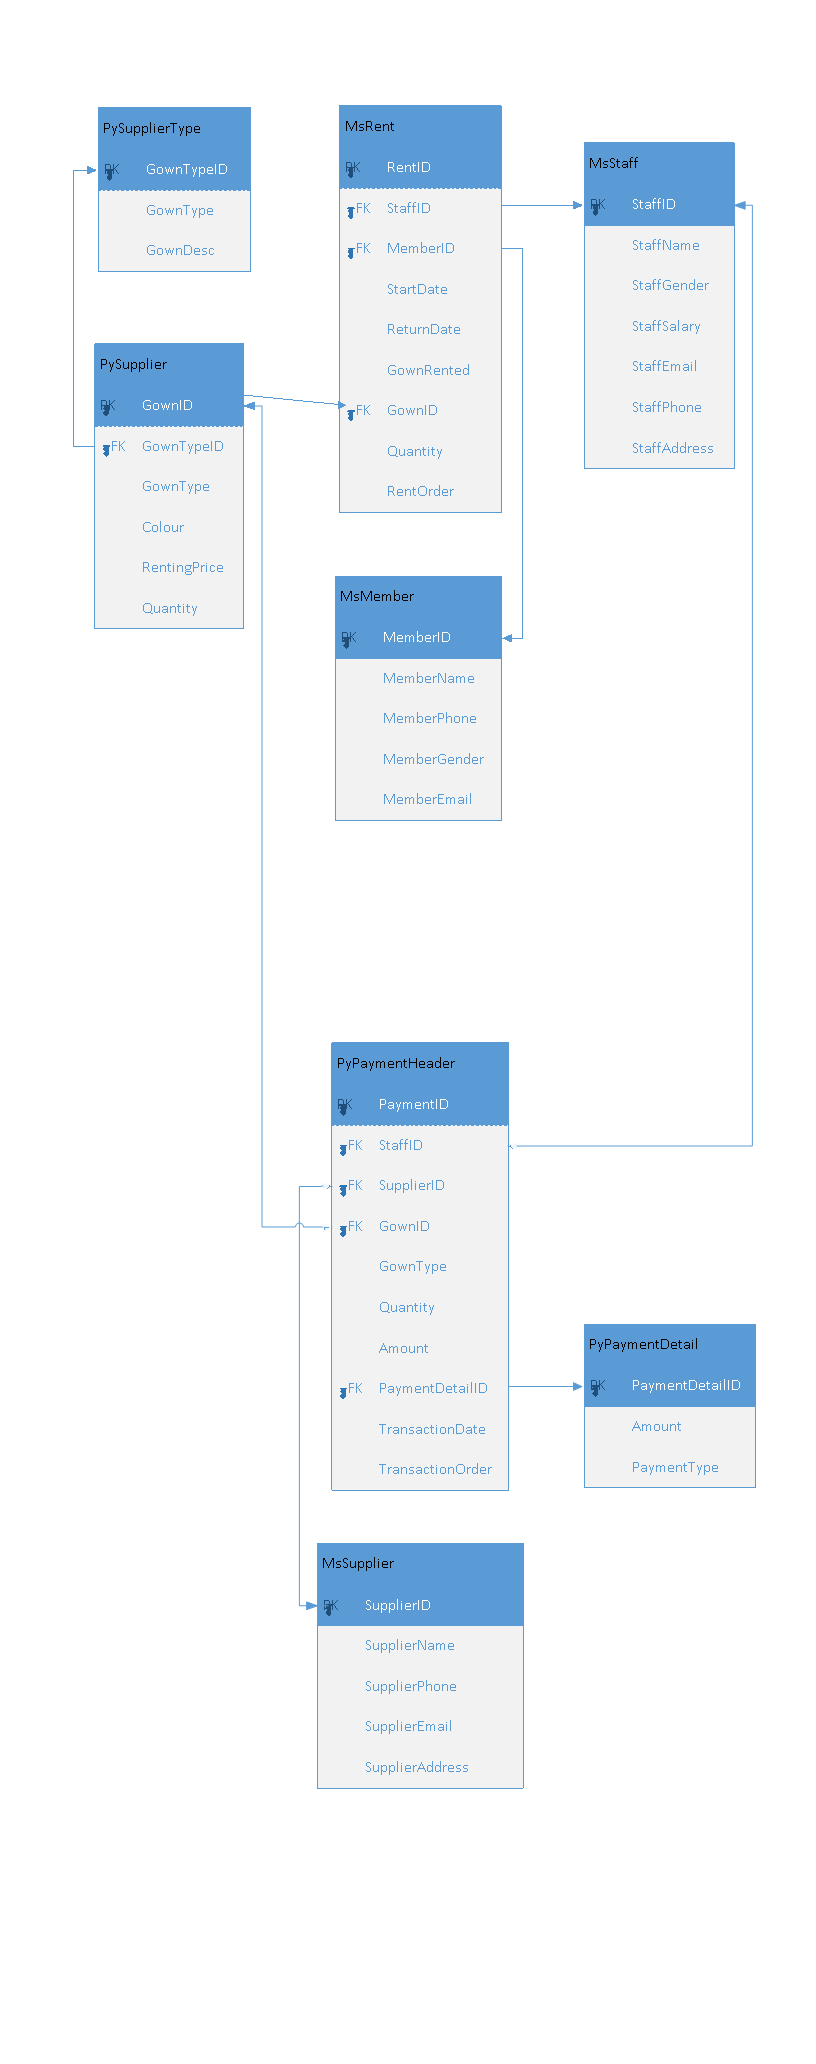 PySupplierType
PK GownTypeID
GownType
GownDesc
MsRent
PK RentID
FK StaffID
FK MemberID
StartDate
ReturnDate
GownRented
FK GownID
Quantity
RentOrder
MsStaff
PK StaffID
StaffName
StaffGender
StaffSalary
StaffEmail
StaffPhone
StaffAddress
PySupplier
PK GownID
FK GownTypeID
GownType
Colour
RentingPrice
Quantity
MsMember
PK MemberID
MemberName
MemberPhone
MemberGender
MemberEmail
PyPaymentHeader
PK PaymentID
FK StaffID
FK SupplierID
FK GownID
GownType
Quantity
Amount
FK PaymentDetailID
TransactionDate
TransactionOrder
PyPaymentDetail
PK PaymentDetailID
Amount
PaymentType
MsSupplier
PK SupplierID
SupplierName
SupplierPhone
SupplierEmail
SupplierAddress